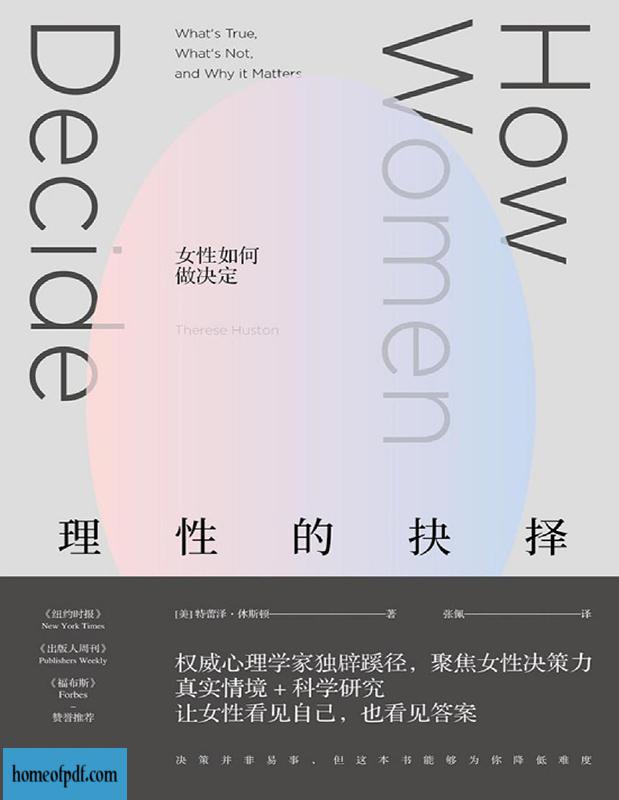 What's True,
What's Not,
and Why it Matters
How
Women
Decide
女性如何
做决定
Therese Huston
理性的抉择
《纽约时报》
New York Times
《出版人周刊》
Publishers Weekly
《福布斯》
Forbes
–
赞誉推荐
[美] 特蕾泽·休斯顿——著
张佩——译
权威心理学家独辟蹊径，聚焦女性决策力
真实情境+科学研究
让女性看见自己，也看见答案
决策并非易事、但这本书能够为你降低难度
homeofpdf.com